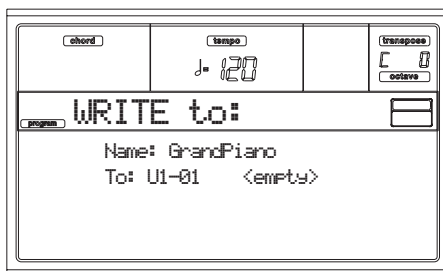 chord tempo transpose
♩= 120 C 0
octave
program WRITE to:
Name: GrandPiano
To: U1-01 <empty>